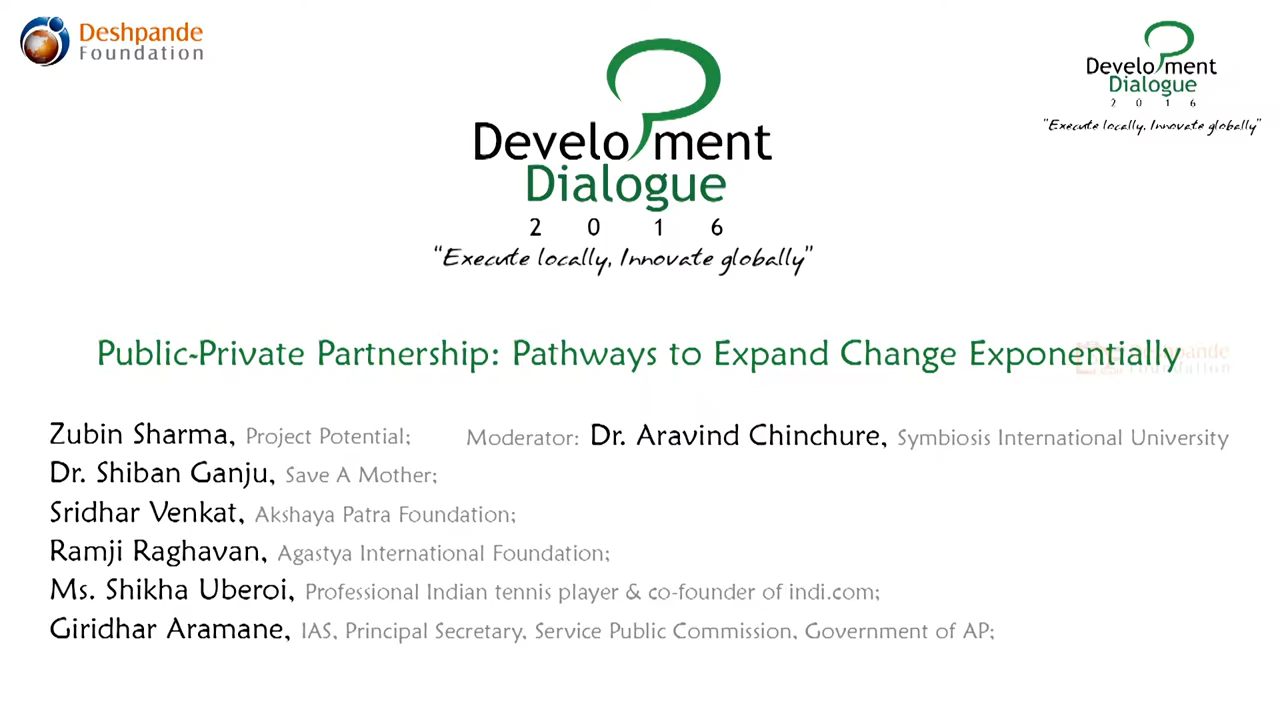 Deshpande
Foundation
Development
Dialogue
2 0 1 6
"Execute locally, Innovate globally"
Development
Dialogue
2 0 1 6
"Execute locally, Innovate globally"
Public-Private Partnership: Pathways to Expand Change Exponentially
Deshpande
Foundation
Zubin Sharma, Project Potential; Moderator: Dr. Aravind Chinchure, Symbiosis International University
Dr. Shiban Ganju, Save A Mother;
Sridhar Venkat, Akshaya Patra Foundation;
Ramji Raghavan, Agastya International Foundation;
Ms. Shikha Uberoi, Professional Indian tennis player & co-founder of indi.com;
Giridhar Aramane, IAS, Principal Secretary, Service Public Commission, Government of AP;